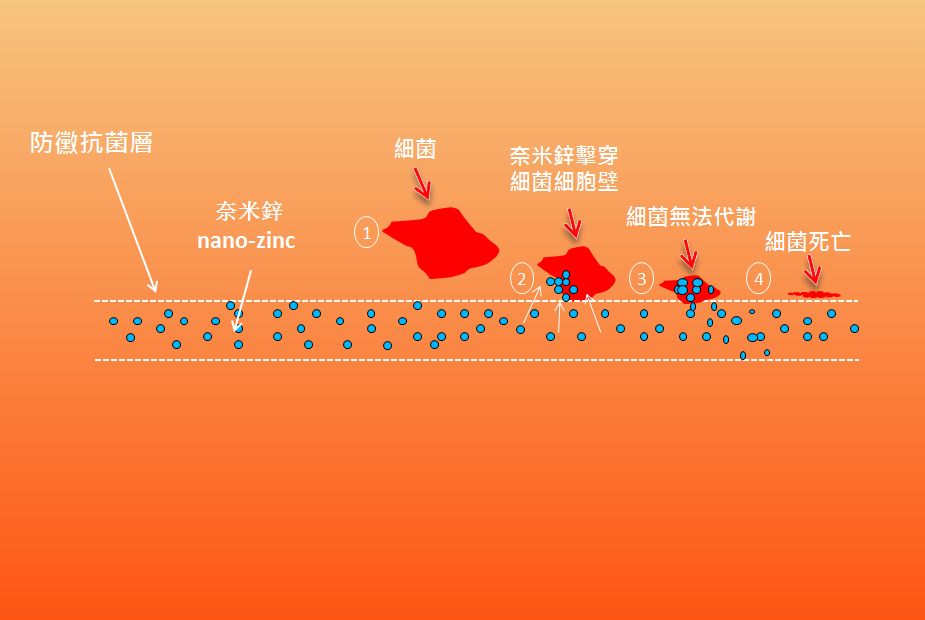 防黴抗菌層
奈米鋅
nano-zinc
1
細菌
2
奈米鋅擊穿
細菌細胞壁
3
細菌無法代謝
4
細菌死亡